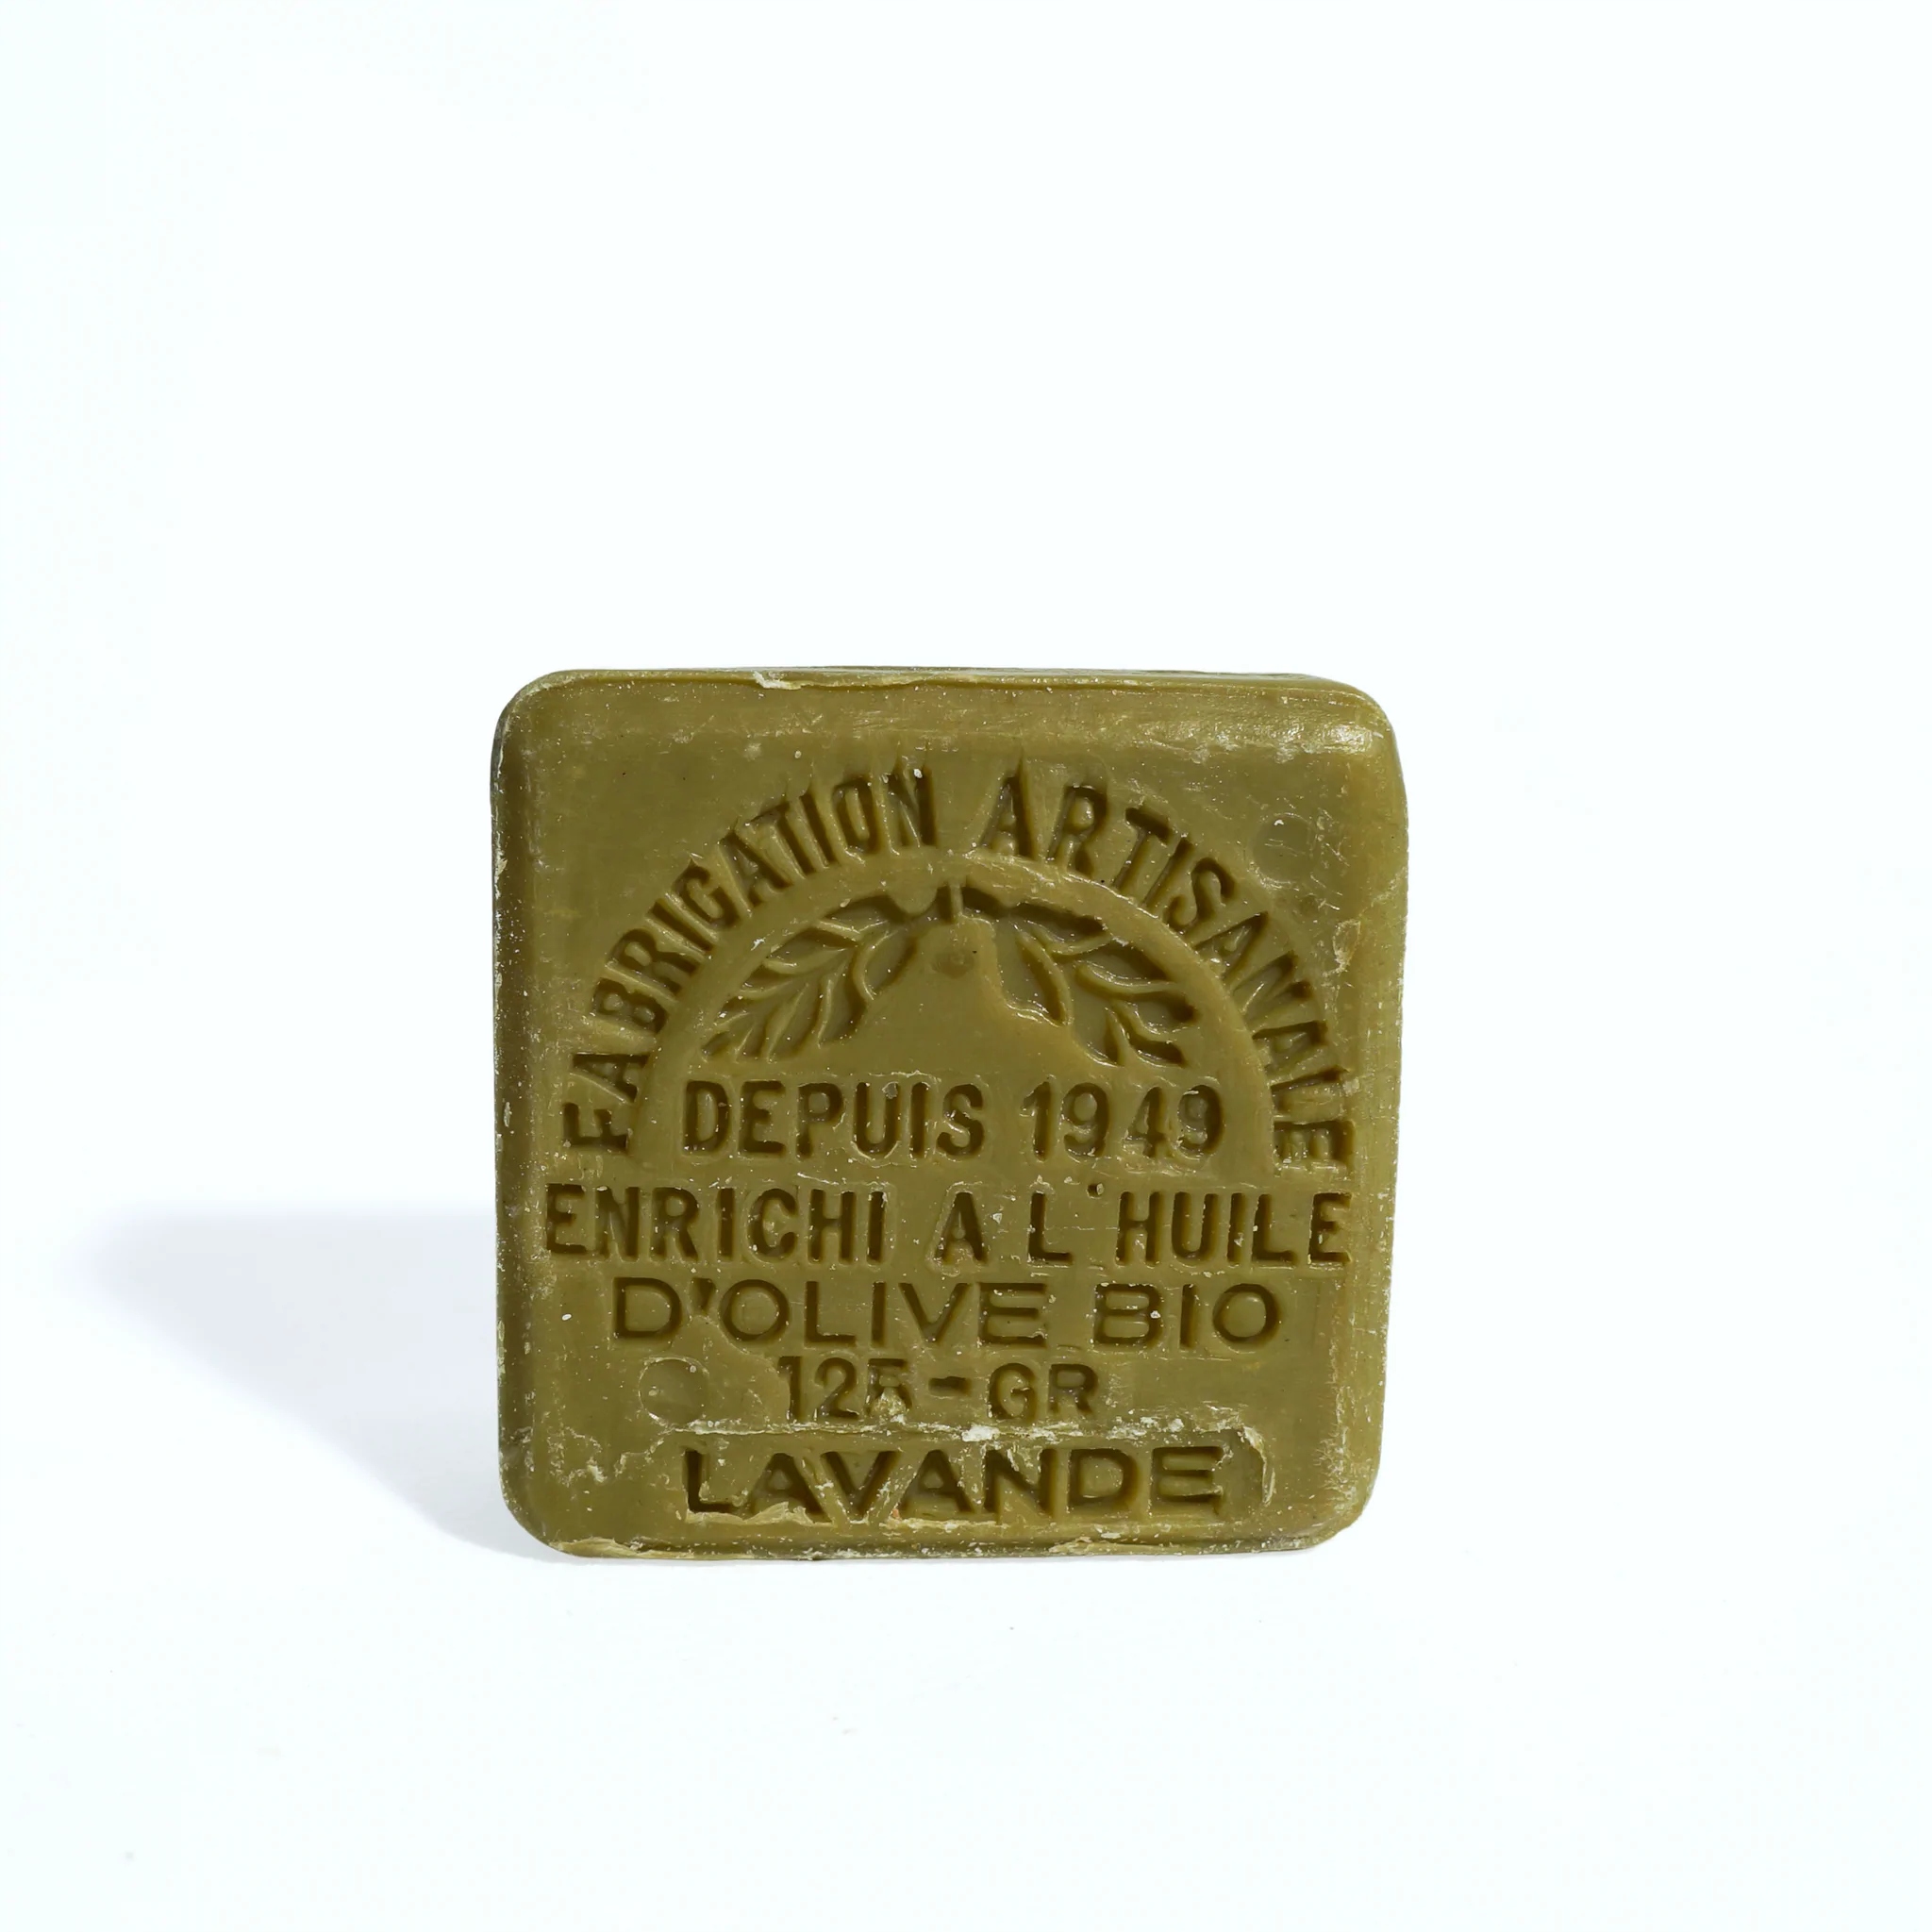 FABRICATION ARTISANALE
DEPUIS 1949
ENRICHI A L'HUILE
D'OLIVE BIO
125-GR
LAVANDE